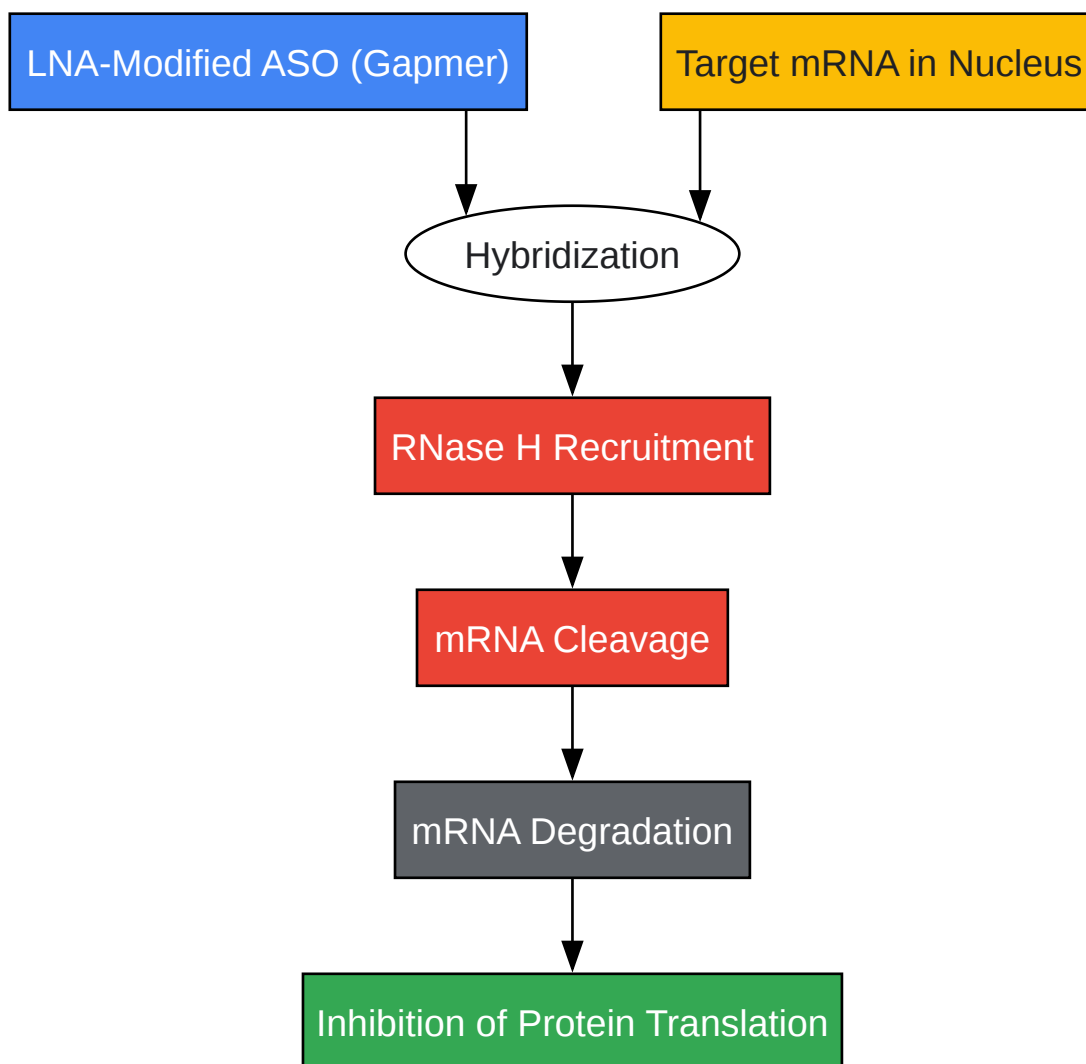 LNA-Modified ASO (Gapmer)
Target mRNA in Nucleus
Hybridization
RNase H Recruitment
mRNA Cleavage
mRNA Degradation
Inhibition of Protein Translation